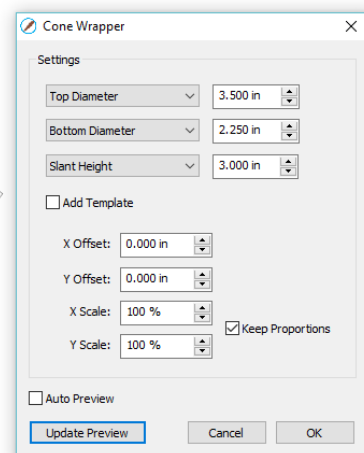 Cone Wrapper
Settings
Top Diameter 3.500 in
Bottom Diameter 2.250 in
Slant Height 3.000 in
Add Template
X Offset: 0.000 in
Y Offset: 0.000 in
X Scale: 100 %
Keep Proportions
Y Scale: 100 %
Auto Preview
Update Preview Cancel OK